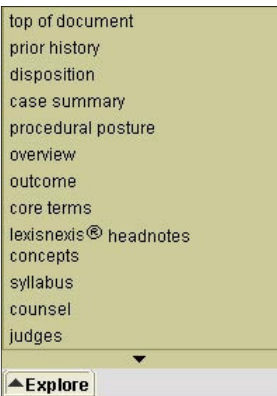 top of document
prior history
disposition
case summary
procedural posture
overview
outcome
core terms
lexisnexis® headnotes
concepts
syllabus
counsel
judges
Explore